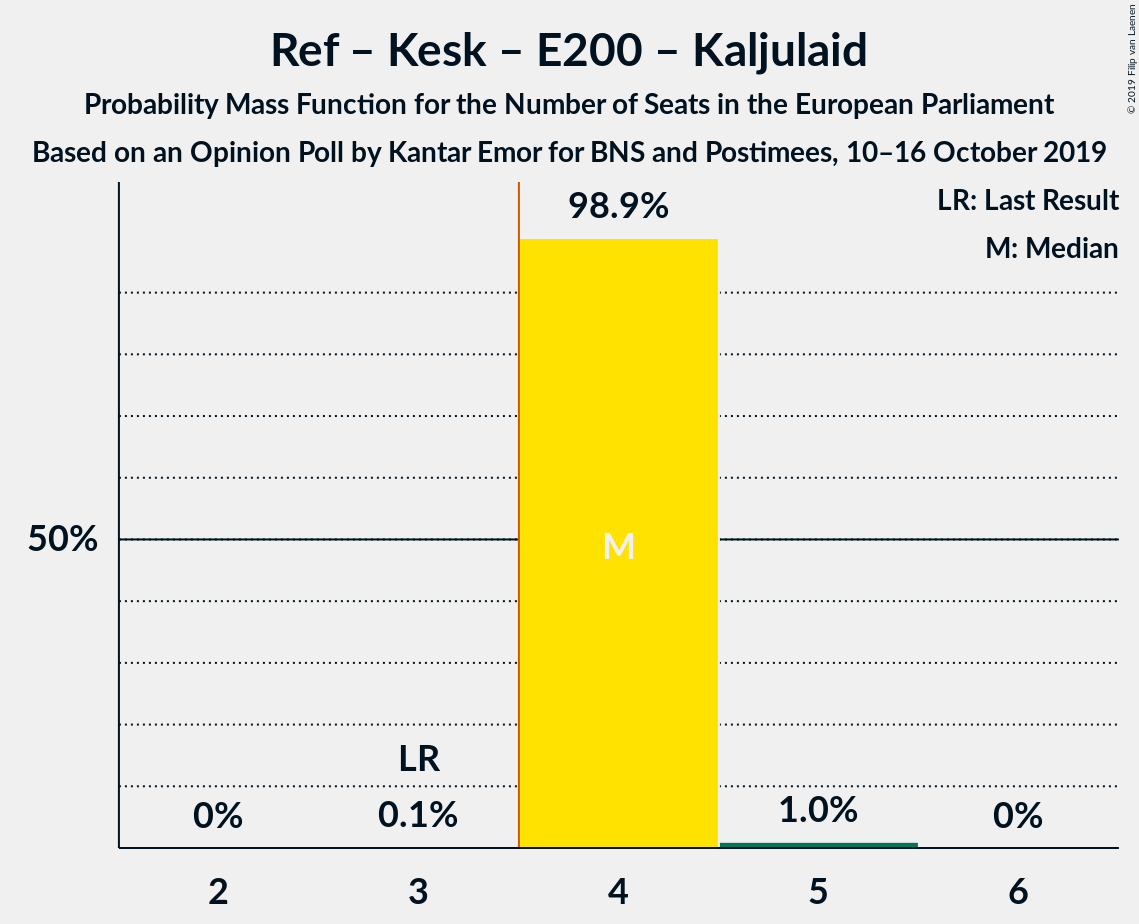 Ref – Kesk – E200 – Kaljulaid
Probability Mass Function for the Number of Seats in the European Parliament
Based on an Opinion Poll by Kantar Emor for BNS and Postimees, 10–16 October 2019
© 2019 Filip van Laenen
LR: Last Result
M: Median
98.9%
50%
M
LR
0%
0.1%
1.0%
0%
2 3 4 5 6